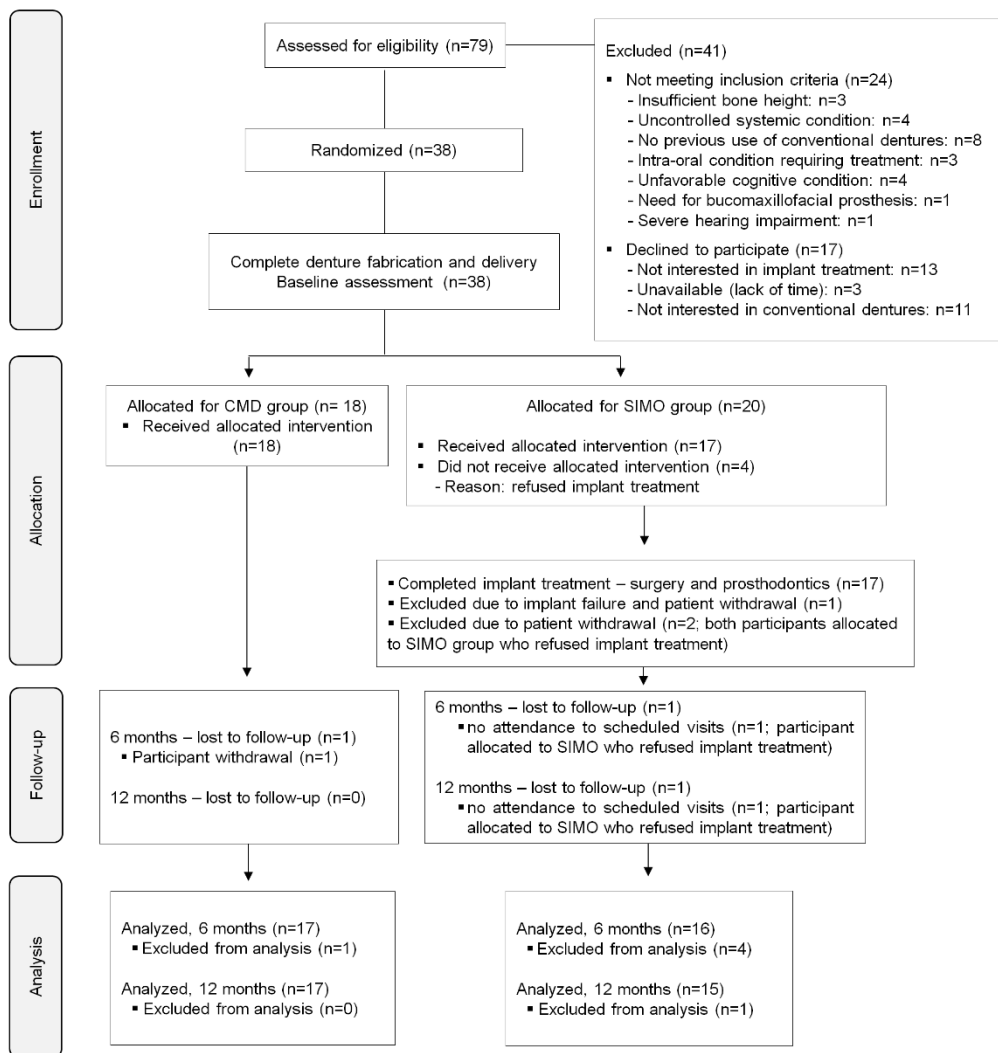 Enrollment
Assessed for eligibility (n=79)
Excluded (n=41)
▪ Not meeting inclusion criteria (n=24)
- Insufficient bone height: n=3
- Uncontrolled systemic condition: n=4
- No previous use of conventional dentures: n=8
- Intra-oral condition requiring treatment: n=3
- Unfavorable cognitive condition: n=4
- Need for bucomaxillofacial prosthesis: n=1
- Severe hearing impairment: n=1
▪ Declined to participate (n=17)
- Not interested in implant treatment: n=13
- Unavailable (lack of time): n=3
- Not interested in conventional dentures: n=11
Randomized (n=38)
Complete denture fabrication and delivery
Baseline assessment (n=38)
Allocation
Allocated for CMD group (n= 18)
▪ Received allocated intervention
(n=18)
Allocated for SIMO group (n=20)
▪ Received allocated intervention (n=17)
▪ Did not receive allocated intervention (n=4)
- Reason: refused implant treatment
▪ Completed implant treatment – surgery and prosthodontics (n=17)
▪ Excluded due to implant failure and patient withdrawal (n=1)
▪ Excluded due to patient withdrawal (n=2; both participants allocated
to SIMO group who refused implant treatment)
Follow-up
6 months – lost to follow-up (n=1)
▪ Participant withdrawal (n=1)
12 months – lost to follow-up (n=0)
6 months – lost to follow-up (n=1)
▪ no attendance to scheduled visits (n=1; participant
allocated to SIMO who refused implant treatment)
12 months – lost to follow-up (n=1)
▪ no attendance to scheduled visits (n=1; participant
allocated to SIMO who refused implant treatment)
Analysis
Analyzed, 6 months (n=17)
▪ Excluded from analysis (n=1)
Analyzed, 12 months (n=17)
▪ Excluded from analysis (n=0)
Analyzed, 6 months (n=16)
▪ Excluded from analysis (n=4)
Analyzed, 12 months (n=15)
▪ Excluded from analysis (n=1)